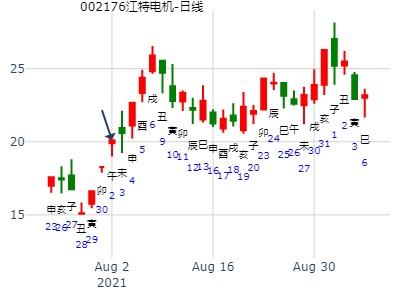 002176江特电机-日线
25
20
15
申
23
亥
26
子
27
丑
28
寅
29
卯
30
午
2
未
3
申
4
酉
5
戌
6
丑
9
寅
10
卯
11
辰
12
巳
13
申
16
酉
17
戌
18
亥
19
子
20
卯
23
辰
24
巳
25
午
26
未
27
戌
30
亥
31
子
1
丑
2
寅
3
巳
6
Aug 2
2021
Aug 16
Aug 30